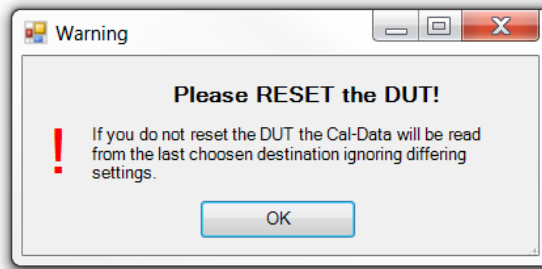 Warning
Please RESET the DUT!
!
If you do not reset the DUT the Cal-Data will be read
from the last choosen destination ignoring differing
settings.
OK